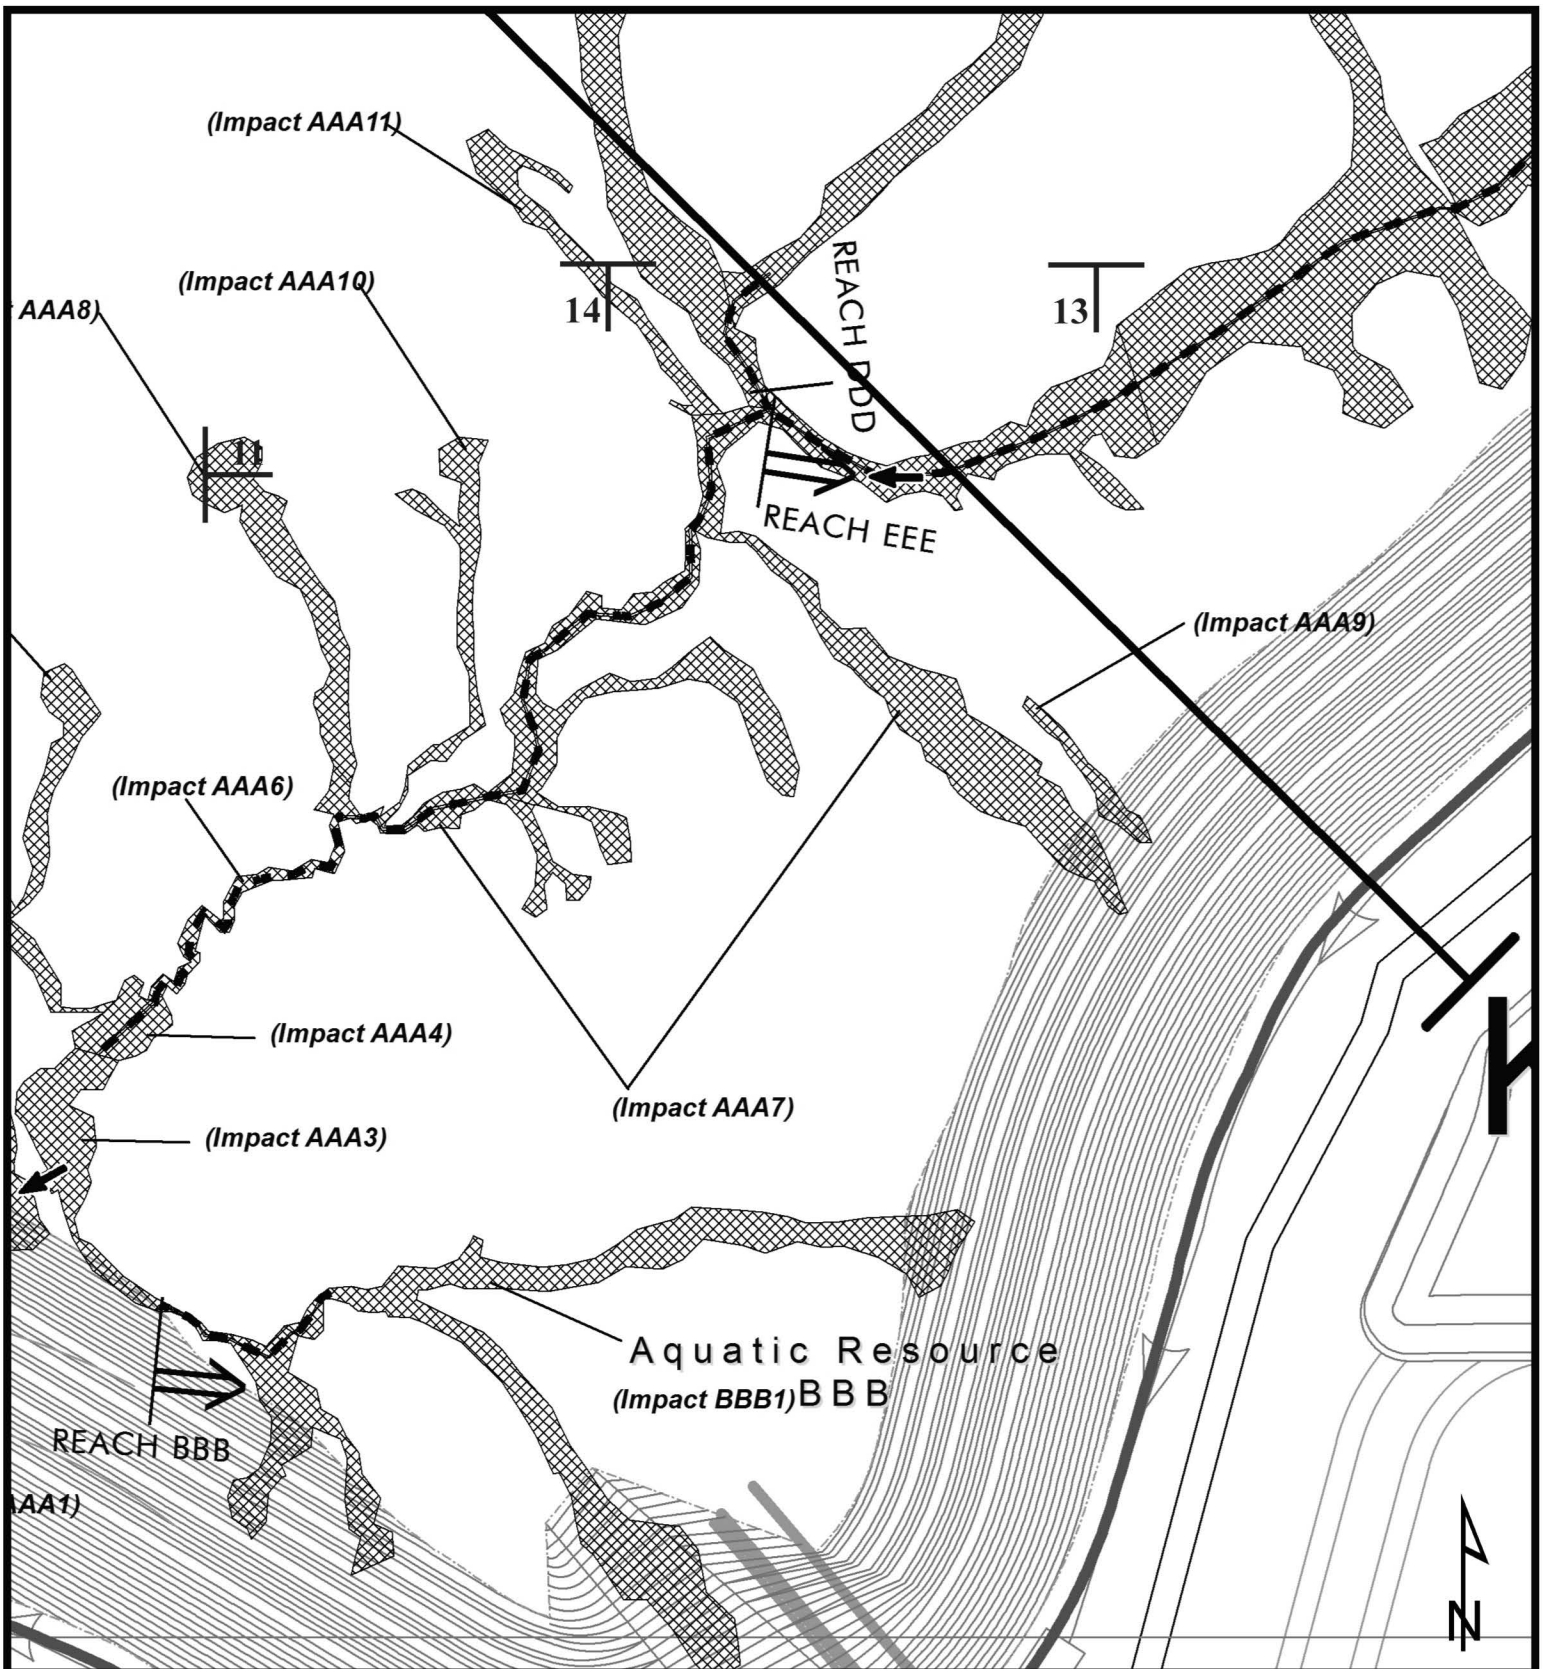 (Impact AAA11)
(Impact AAA10)
AAA8)
14
13
REACH DDD
11
REACH EEE
(Impact AAA9)
(Impact AAA6)
(Impact AAA4)
(Impact AAA7)
(Impact AAA3)
Aquatic Resource
(Impact BBB1) BBB
REACH BBB
AAA1)
K
N